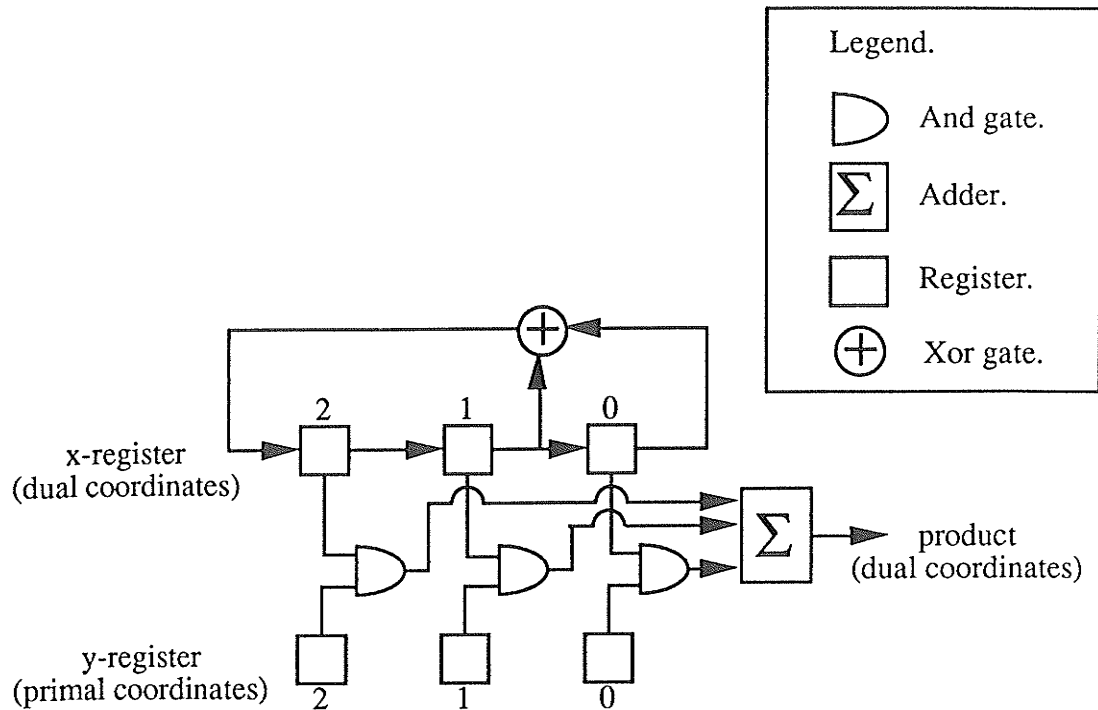 Legend.
And gate.
Σ Adder.
Register.
+ Xor gate.
+
2 1 0
x-register
(dual coordinates)
Σ
product
(dual coordinates)
y-register
(primal coordinates)
2 1 0